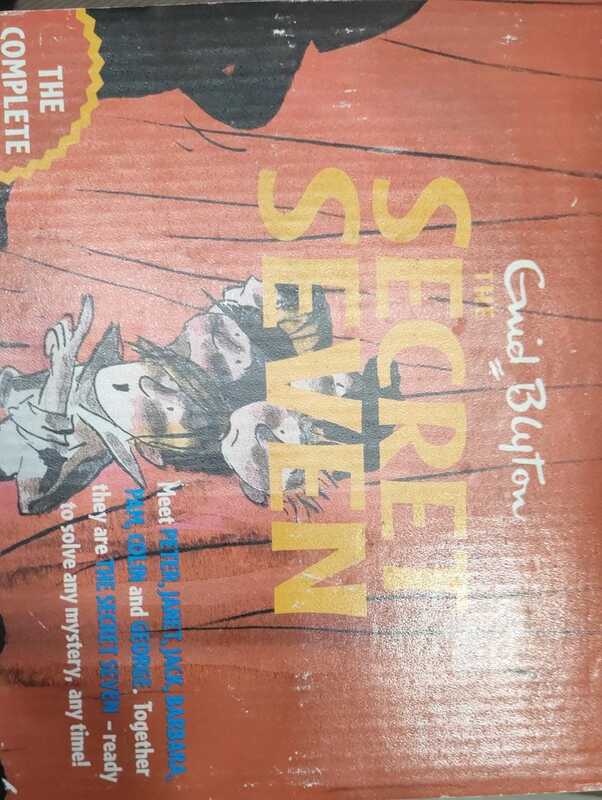 Enid Blyton
THE
SECRET
SEVEN
Meet PETER, JANET, JACK, BARBARA,
PAM, COLIN and GEORGE. Together
they are THE SECRET SEVEN – ready
to solve any mystery, any time!
THE
COMPLETE